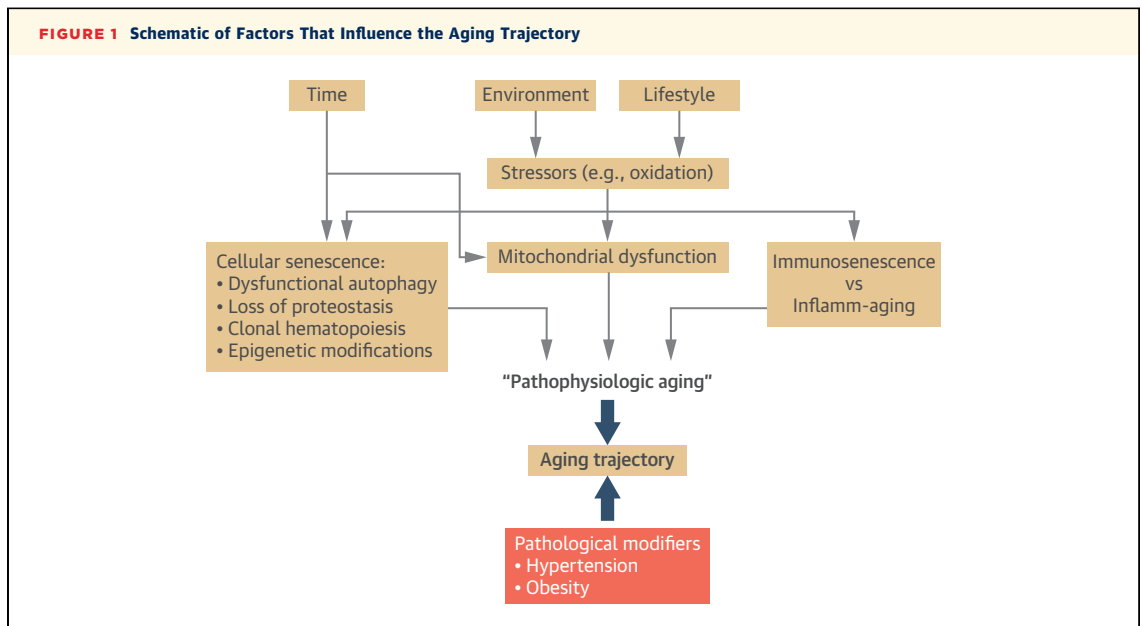 FIGURE 1 Schematic of Factors That Influence the Aging Trajectory
Time
Environment
Lifestyle
Stressors (e.g., oxidation)
Cellular senescence:
• Dysfunctional autophagy
• Loss of proteostasis
• Clonal hematopoiesis
• Epigenetic modifications
Mitochondrial dysfunction
Immunosenescence
vs
Inflamm-aging
“Pathophysiologic aging”
Aging trajectory
Pathological modifiers
• Hypertension
• Obesity